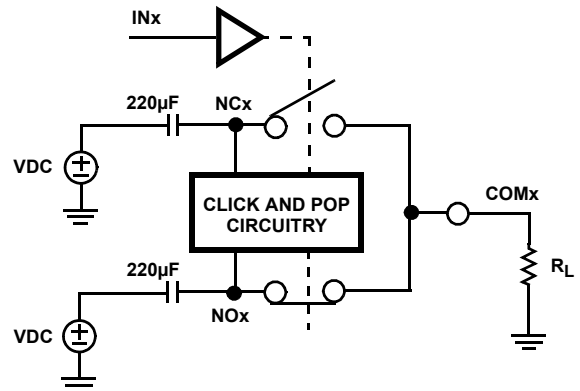 INx
220µF
NCx
VDC
CLICK AND POP
CIRCUITRY
COMx
RL
220µF
NOx
VDC